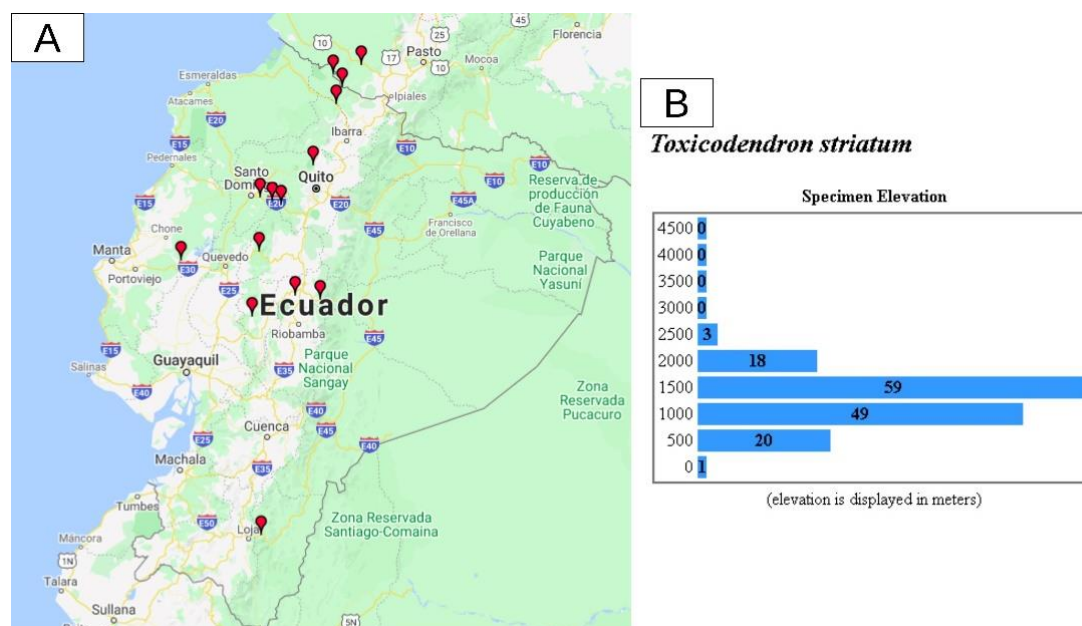 A
45
Florencia
10
25
Pasto
17
10
Mocoa
Esmeraldas
Ipiales
Atacames
E20
Ibarra
E15
E10
Pedernales
Santo
Quito
E10
E20
E20
Reserva de
producción
de Fauna
Cuyabeno
E45A
E15
Francisco
de Orellana
Chone
E45
Manta
Quevedo
E30
Portoviejo
Parque
Nacional
Yasuní
E25
Ecuador
Riobamba
E15
E45
Guayaquil
Parque
Nacional
Sangay
Salinas
E35
E40
Zona
Reservada
Pucacuro
E40
Cuenca
E25
E45
E40
Machala
E35
Tumbes
E50
Loja
Zona Reservada
Santiago-Comaina
Máncora
1N
Talara
Sullana
5N
B
Toxicodendron striatum
Specimen Elevation
4500 0
4000 0
3500 0
3000 0
2500 3
2000 18
1500 59
1000 49
500 20
0 1
(elevation is displayed in meters)